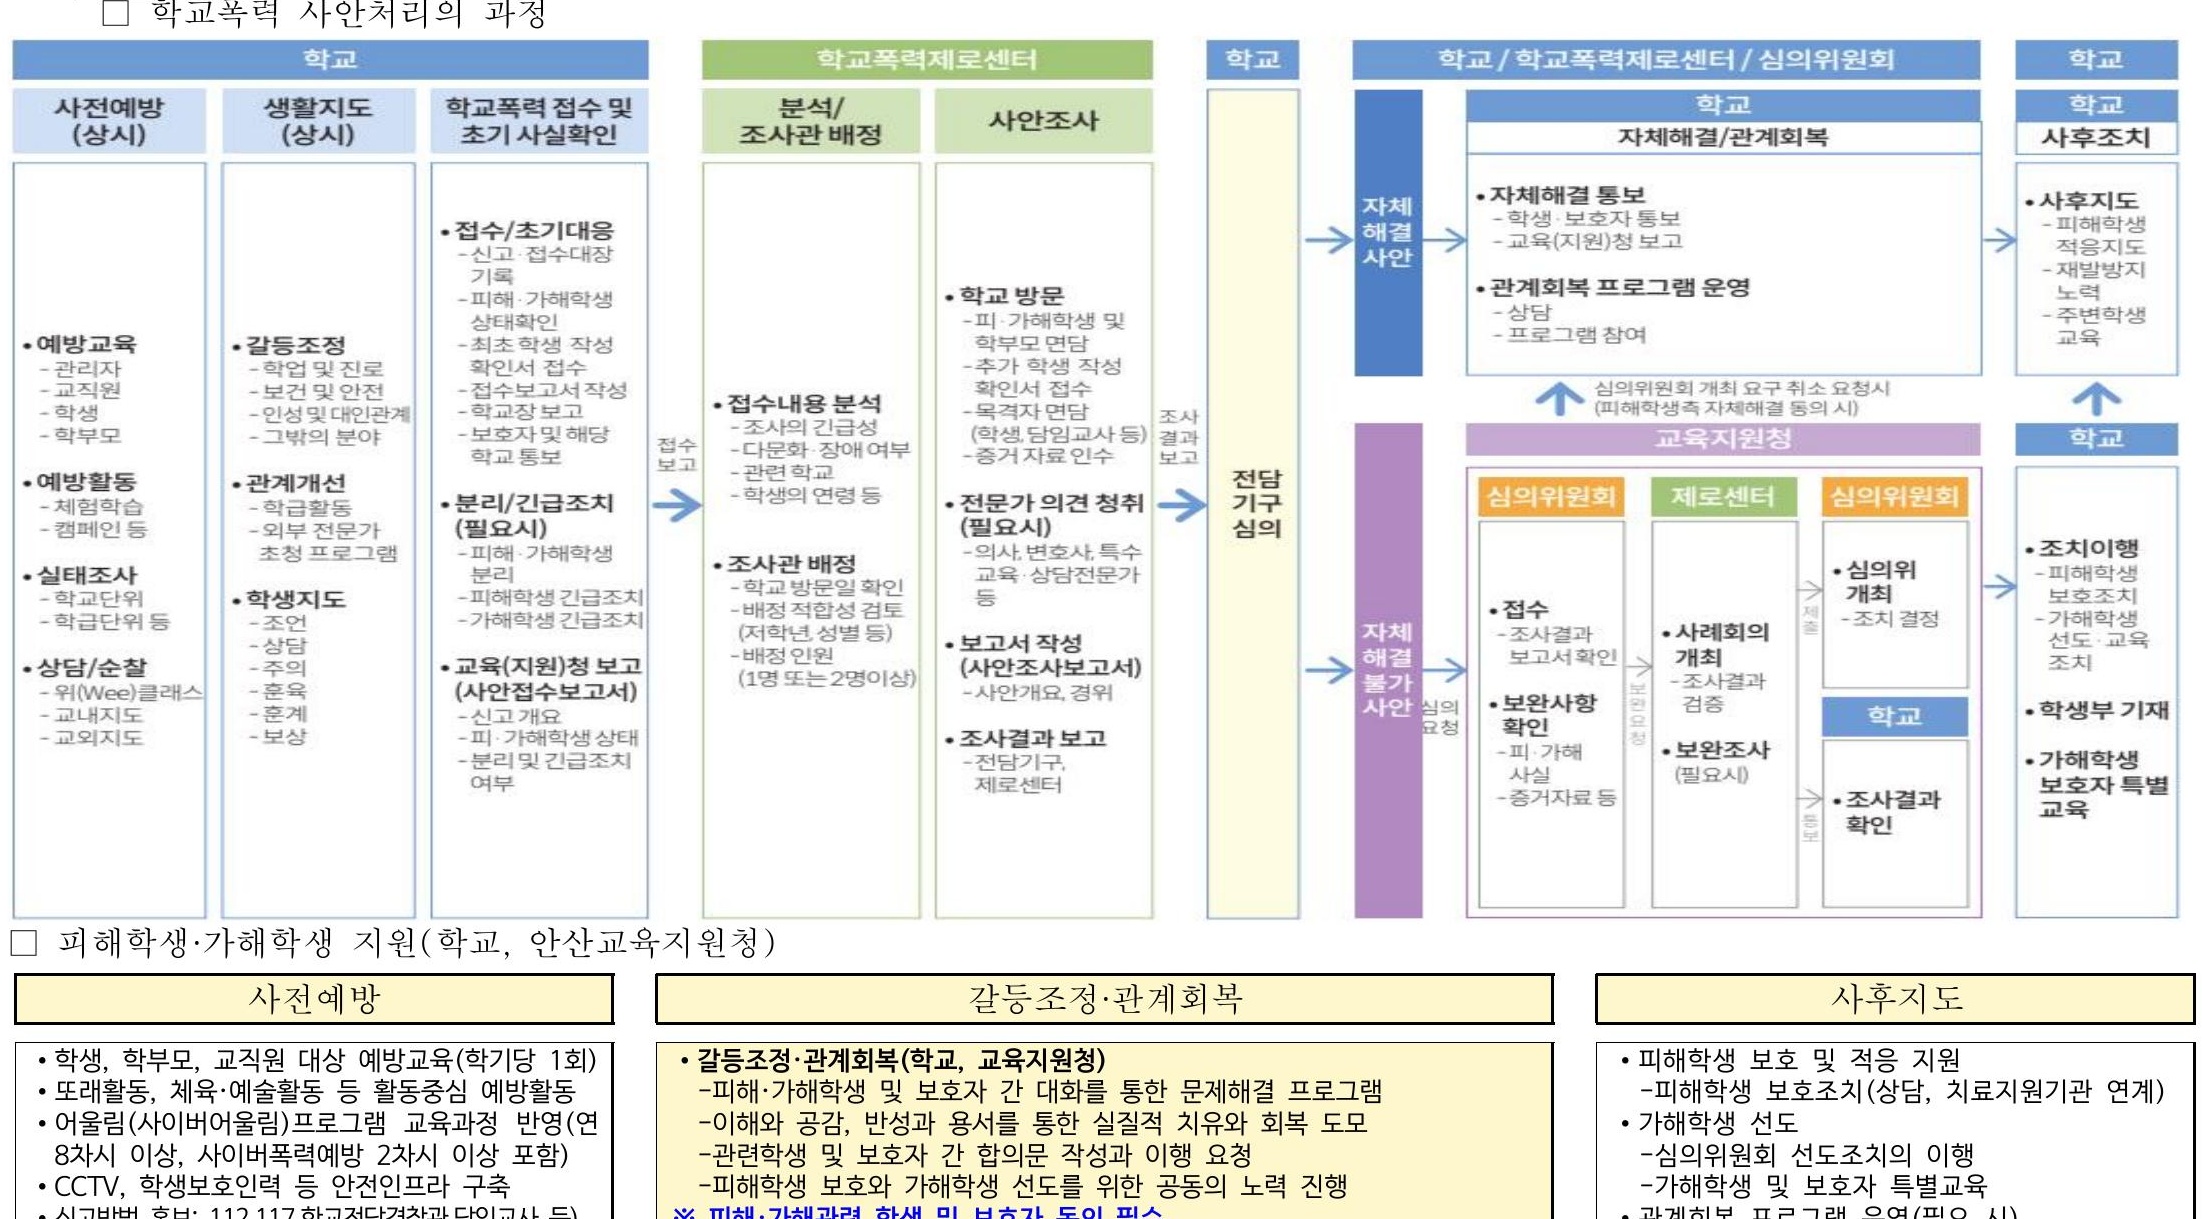 □ 학교폭력 사안처리의 과정
학교
학교폭력제로센터
학교
학교 / 학교폭력제로센터 / 심의위원회
학교
사전예방
(상시)
생활지도
(상시)
학교폭력 접수 및
초기 사실확인
분석/
조사관 배정
사안조사
학교
자체해결/관계회복
학교
사후조치
• 예방교육
- 관리자
- 교직원
- 학생
- 학부모
• 예방활동
- 체험학습
- 캠페인 등
• 실태조사
- 학교단위
- 학급단위 등
• 상담/순찰
- 위(Wee)클래스
- 교내지도
- 교외지도
• 갈등조정
- 학업 및 진로
- 보건 및 안전
- 인성 및 대인관계
- 그밖의 분야
• 관계개선
- 학급활동
- 외부 전문가
초청 프로그램
• 학생지도
- 조언
- 상담
- 주의
- 훈육
- 훈계
- 보상
• 접수/초기대응
- 신고·접수대장
기록
- 피해·가해학생
상태확인
- 최초 학생 작성
확인서 접수
- 접수보고서 작성
- 학교장 보고
- 보호자 및 해당
학교 통보
• 분리/긴급조치
(필요시)
- 피해·가해학생
분리
- 피해학생 긴급조치
- 가해학생 긴급조치
• 교육(지원)청 보고
(사안접수보고서)
- 신고 개요
- 피·가해학생 상태
- 분리 및 긴급조치
여부
접수
보고
• 접수내용 분석
- 조사의 긴급성
- 다문화·장애 여부
- 관련 학교
- 학생의 연령 등
• 조사관 배정
- 학교 방문일 확인
- 배정 적합성 검토
(저학년, 성별 등)
- 배정 인원
(1명 또는 2명이상)
• 학교 방문
- 피·가해학생 및
학부모 면담
- 추가 학생 작성
확인서 접수
- 목격자 면담
(학생, 담임교사 등)
- 증거 자료 인수
• 전문가 의견 청취
(필요시)
- 의사, 변호사, 특수
교육·상담전문가
등
• 보고서 작성
(사안조사보고서)
- 사안개요, 경위
• 조사결과 보고
- 전담기구,
제로센터
조사
결과
보고
전담
기구
심의
자체
해결
사안
• 자체해결 통보
- 학생·보호자 통보
- 교육(지원)청 보고
• 관계회복 프로그램 운영
- 상담
- 프로그램 참여
• 사후지도
- 피해학생
적응지도
- 재발방지
노력
- 주변학생
교육
심의위원회 개최 요구 취소 요청시
(피해학생측 자체해결 동의 시)
자체
해결
불가
사안
심의
요청
교육지원청
심의위원회
• 접수
- 조사결과
보고서 확인
• 보완사항
확인
- 피·가해
사실
- 증거자료 등
보완요청
제로센터
• 사례회의
개최
- 조사결과
검증
• 보완조사
(필요시)
제출
통보
심의위원회
• 심의위
개최
- 조치 결정
학교
• 조사결과
확인
학교
• 조치이행
- 피해학생
보호조치
- 가해학생
선도·교육
조치
• 학생부 기재
• 가해학생
보호자 특별
교육
□ 피해학생·가해학생 지원(학교, 안산교육지원청)
사전예방
• 학생, 학부모, 교직원 대상 예방교육(학기당 1회)
• 또래활동, 체육·예술활동 등 활동중심 예방활동
• 어울림(사이버어울림)프로그램 교육과정 반영(연
8차시 이상, 사이버폭력예방 2차시 이상 포함)
• CCTV, 학생보호인력 등 안전인프라 구축
• 신고방법 홍보: 112,117,학교전담경찰관,담임교사 등)
갈등조정·관계회복
• 갈등조정·관계회복(학교, 교육지원청)
-피해·가해학생 및 보호자 간 대화를 통한 문제해결 프로그램
-이해와 공감, 반성과 용서를 통한 실질적 치유와 회복 도모
-관련학생 및 보호자 간 합의문 작성과 이행 요청
-피해학생 보호와 가해학생 선도를 위한 공동의 노력 진행
※ 피해·가해관련 학생 및 보호자 동의 필수
사후지도
• 피해학생 보호 및 적응 지원
-피해학생 보호조치(상담, 치료지원기관 연계)
• 가해학생 선도
-심의위원회 선도조치의 이행
-가해학생 및 보호자 특별교육
• 관계회복 프로그램 운영(필요 시)